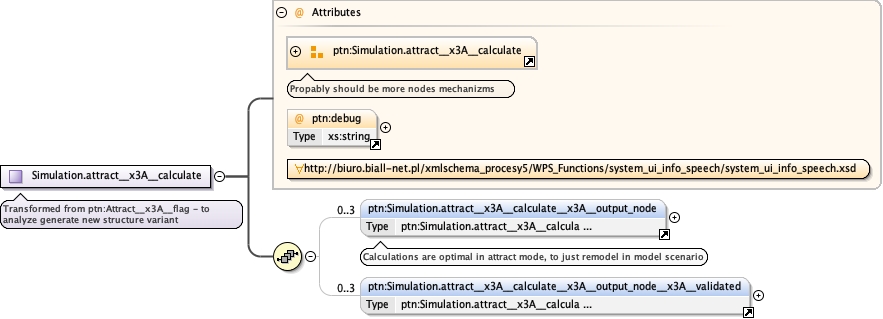 @ Attributes
ptn:Simulation.attract__x3A__calculate
Propably should be more nodes mechanizms
@ ptn:debug
Type xs:string
∀http://biuro.biall-net.pl/xmlschema_procesy5/WPS_Functions/system_ui_info_speech/system_ui_info_speech.xsd
Simulation.attract__x3A__calculate
Transformed from ptn:Attract__x3A__flag - to
analyze generate new structure variant
0..3 ptn:Simulation.attract__x3A__calculate__x3A__output_node
Type ptn:Simulation.attract__x3A__calcula ...
Calculations are optimal in attract mode, to just remodel in model scenario
0..3 ptn:Simulation.attract__x3A__calculate__x3A__output_node__x3A__validated
Type ptn:Simulation.attract__x3A__calcula ...